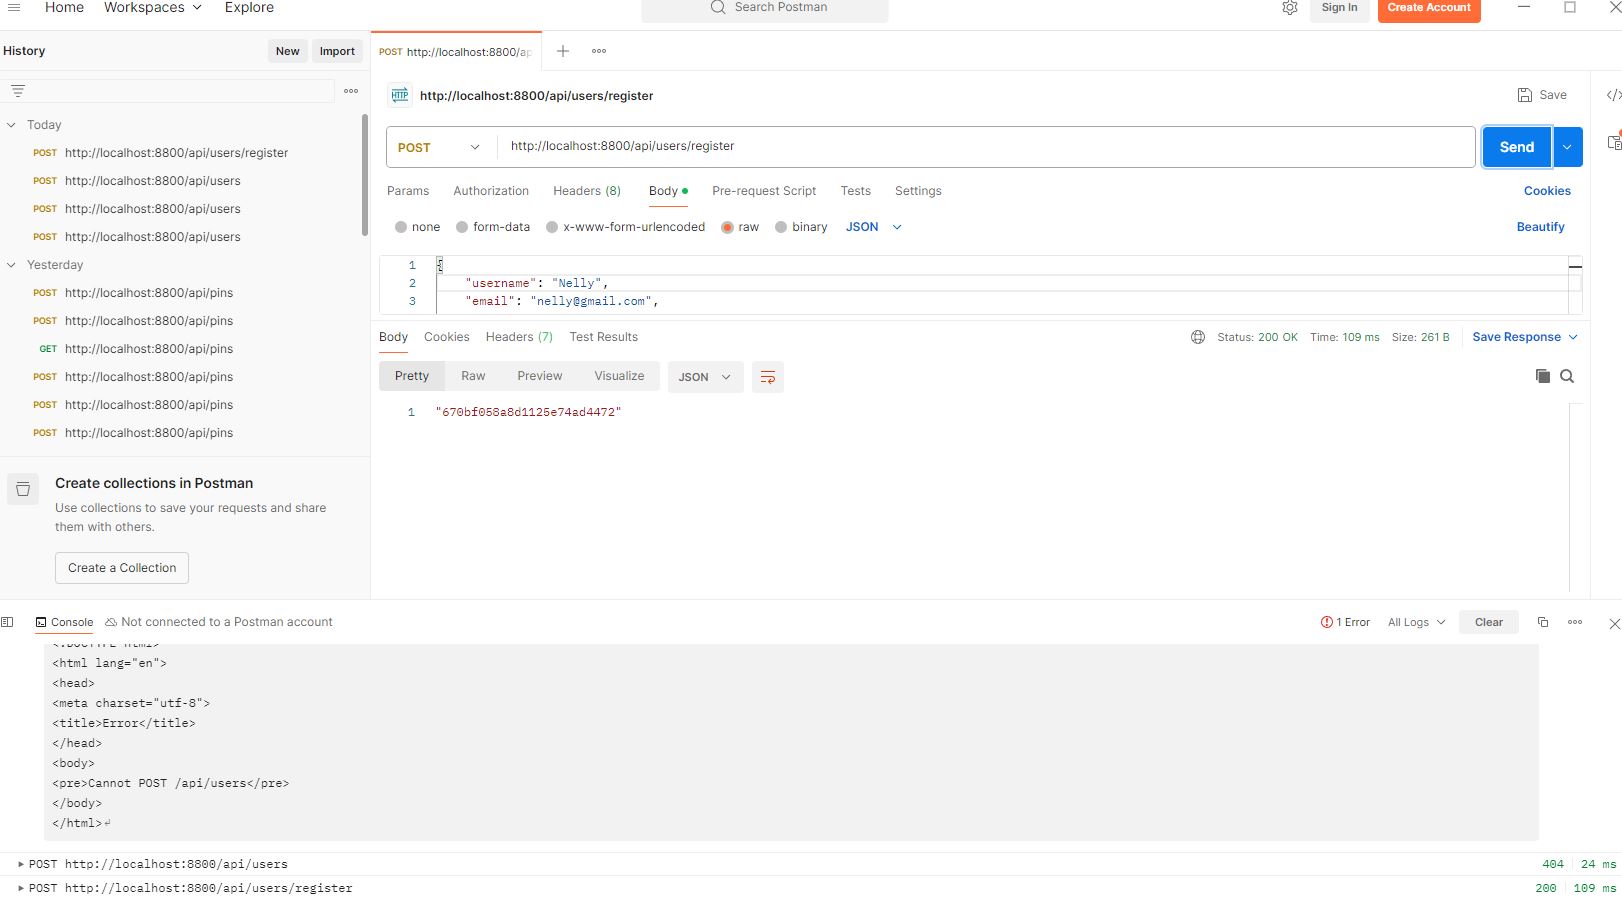 Home Workspaces Explore Search Postman Sign In Create Account
History New Import POST http://localhost:8800/ap
http://localhost:8800/api/users/register Save
Today
POST http://localhost:8800/api/users/register
POST http://localhost:8800/api/users
POST http://localhost:8800/api/users
POST http://localhost:8800/api/users
Yesterday
POST http://localhost:8800/api/pins
POST http://localhost:8800/api/pins
GET http://localhost:8800/api/pins
POST http://localhost:8800/api/pins
POST http://localhost:8800/api/pins
POST http://localhost:8800/api/pins
Create collections in Postman
Use collections to save your requests and share
them with others.
Create a Collection
POST http://localhost:8800/api/users/register Send
Params Authorization Headers (8) Body Pre-request Script Tests Settings Cookies
none form-data x-www-form-urlencoded raw binary JSON Beautify
1 {
2 "username": "Nelly",
3 "email": "nelly@gmail.com",
Body Cookies Headers (7) Test Results Status: 200 OK Time: 109 ms Size: 261 B Save Response
Pretty Raw Preview Visualize JSON
1 "670bf058a8d1125e74ad4472"
Console Not connected to a Postman account 1 Error All Logs Clear
<!DOCTYPE html>
<html lang="en">
<head>
<meta charset="utf-8">
<title>Error</title>
</head>
<body>
<pre>Cannot POST /api/users</pre>
</body>
</html>
POST http://localhost:8800/api/users 404 24 ms
POST http://localhost:8800/api/users/register 200 109 ms